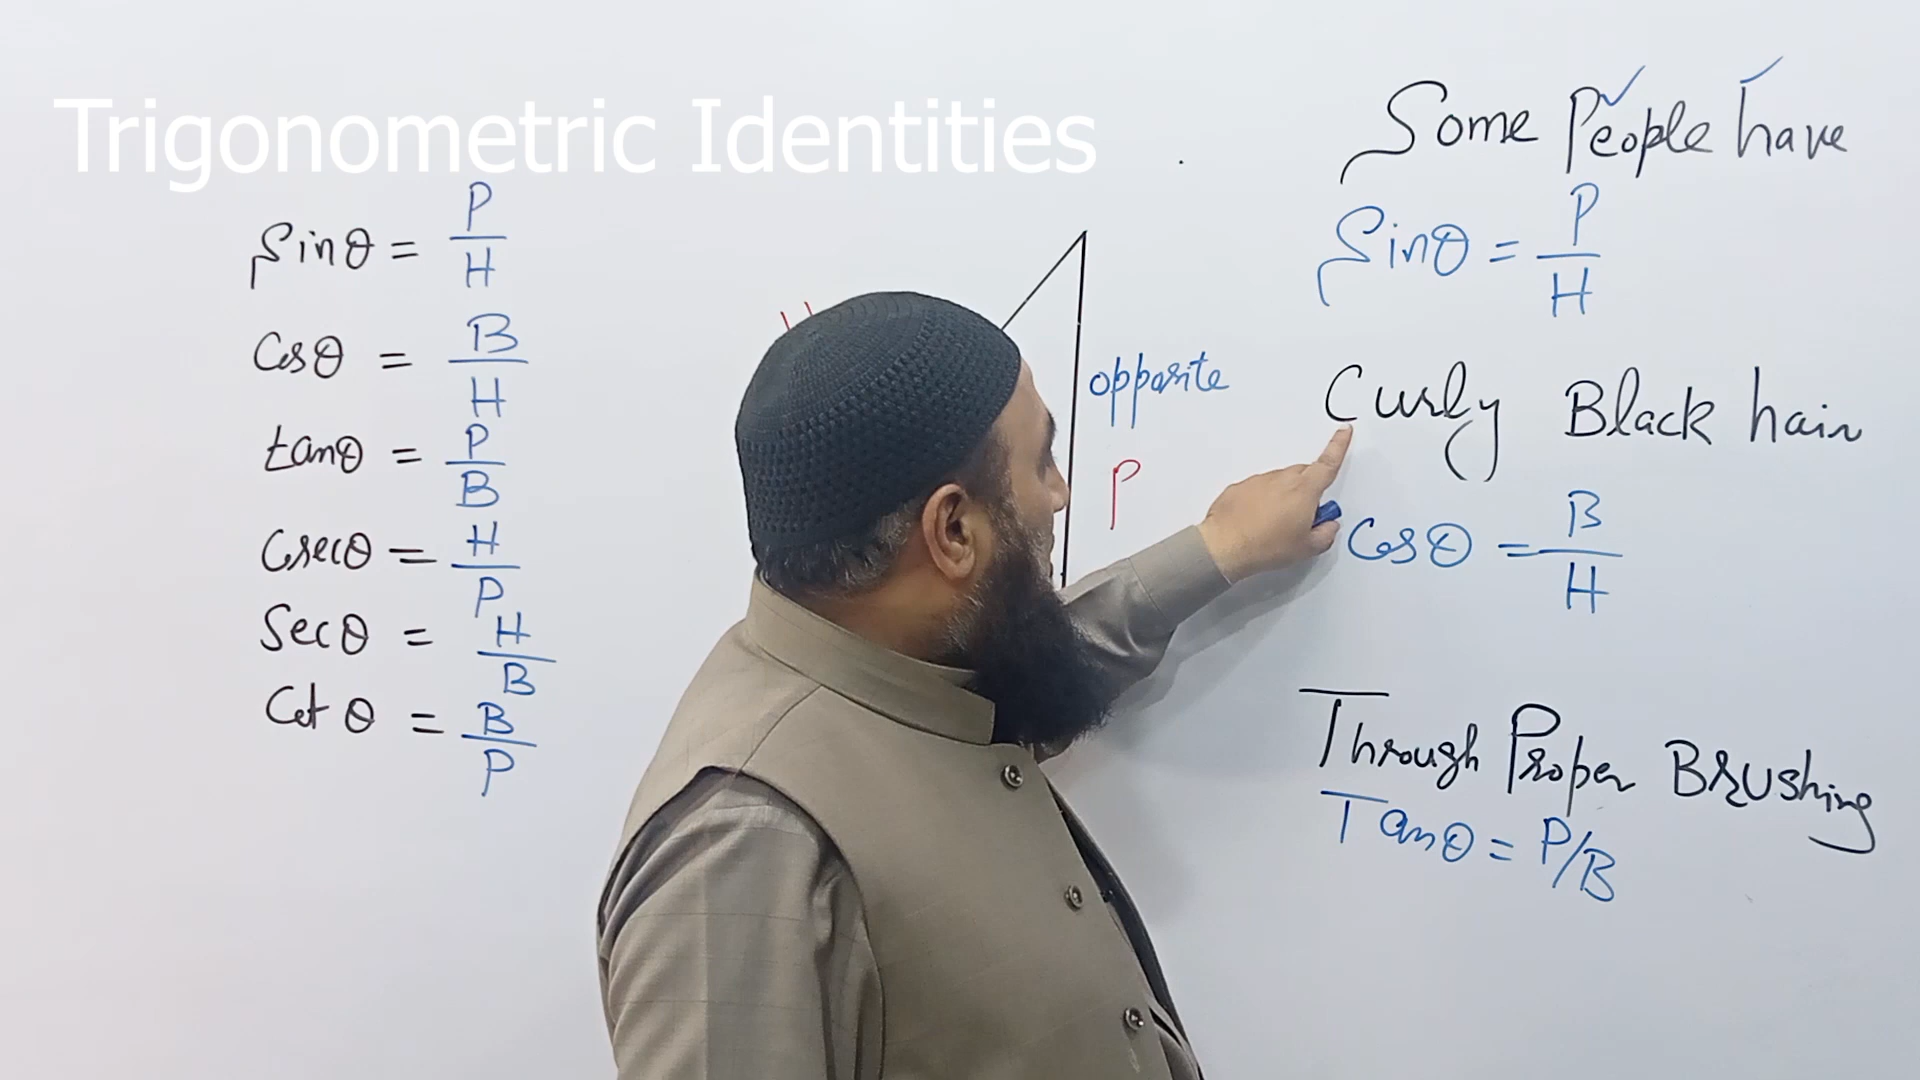 Trigonometric Identities
Sinθ = P/H
Cosθ = B/H
tanθ = P/B
Cosecθ = H/P
Secθ = H/B
Cot θ = B/P
H
opposite
P
Some People have
Sinθ = P/H
Curly Black hair
Cosθ = B/H
Through Proper Brushing
Tanθ = P/B